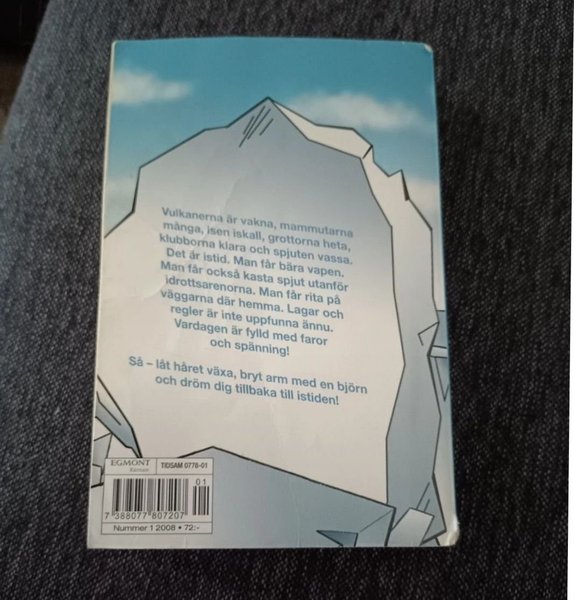 Vulkanerna är vakna, mammutarna
många, isen iskall, grottorna heta,
klubborna klara och spjuten vassa.
Det är istid. Man får bära vapen.
Man får också kasta spjut utanför
idrottsarenorna. Man får rita på
väggarna där hemma. Lagar och
regler är inte uppfunna ännu.
Vardagen är fylld med faror
och spänning!
Så – låt håret växa, bryt arm med en björn
och dröm dig tillbaka till istiden!
EGMONT
Kärnan
TIDSAM 0778-01
01
7 388077 807207
Nummer 1 2008 • 72:-